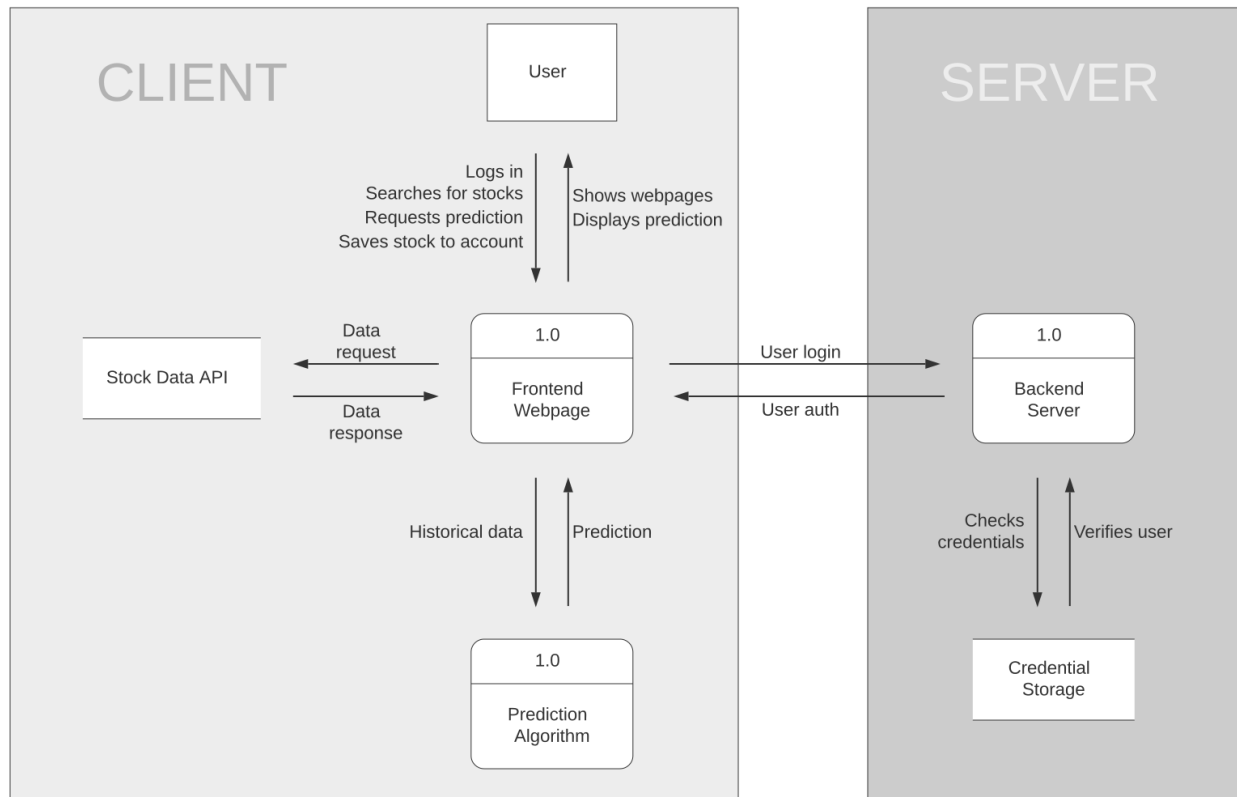 CLIENT
SERVER
User
Logs in
Searches for stocks
Requests prediction
Saves stock to account
Shows webpages
Displays prediction
Stock Data API
Data
request
Data
response
1.0
Frontend
Webpage
User login
User auth
1.0
Backend
Server
Historical data
Prediction
Checks
credentials
Verifies user
1.0
Prediction
Algorithm
Credential
Storage